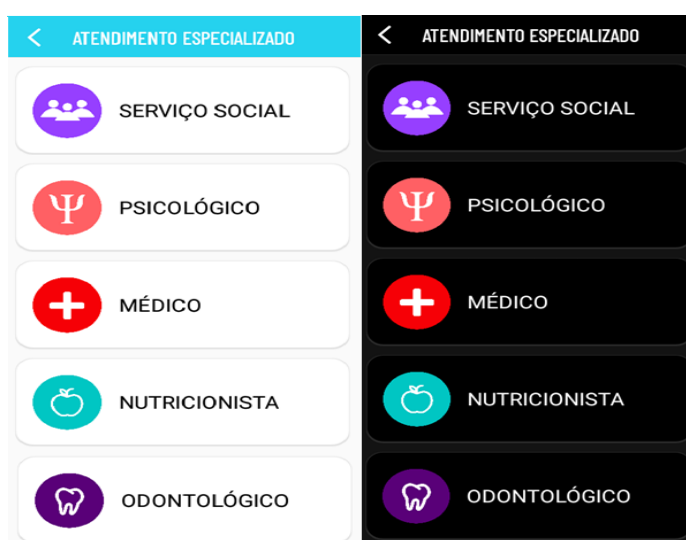 ATENDIMENTO ESPECIALIZADO
SERVIÇO SOCIAL
PSICOLÓGICO
MÉDICO
NUTRICIONISTA
ODONTOLÓGICO
ATENDIMENTO ESPECIALIZADO
SERVIÇO SOCIAL
PSICOLÓGICO
MÉDICO
NUTRICIONISTA
ODONTOLÓGICO